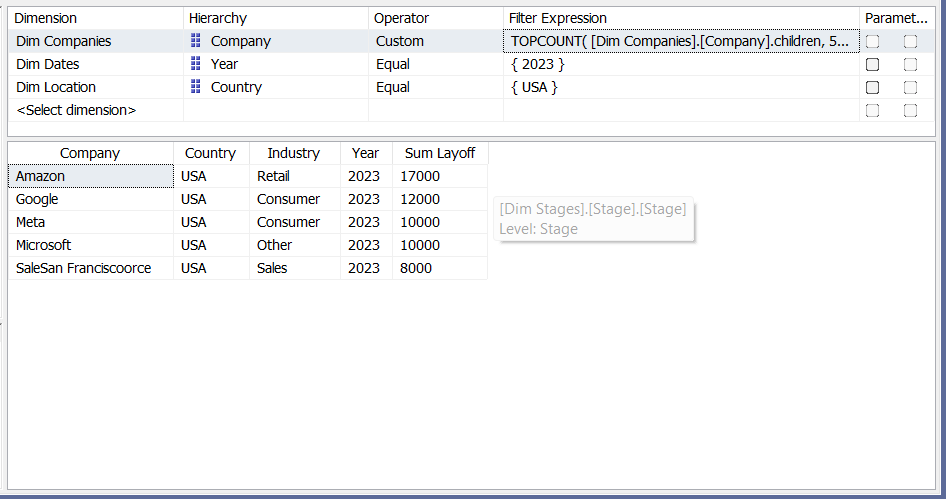 Dimension Hierarchy Operator Filter Expression Paramet...
Dim Companies Company Custom TOPCOUNT( [Dim Companies].[Company].children, 5...
Dim Dates Year Equal { 2023 }
Dim Location Country Equal { USA }
<Select dimension>
Company Country Industry Year Sum Layoff
Amazon USA Retail 2023 17000
Google USA Consumer 2023 12000
Meta USA Consumer 2023 10000
Microsoft USA Other 2023 10000
SaleSan Franciscoorce USA Sales 2023 8000
[Dim Stages].[Stage].[Stage]
Level: Stage